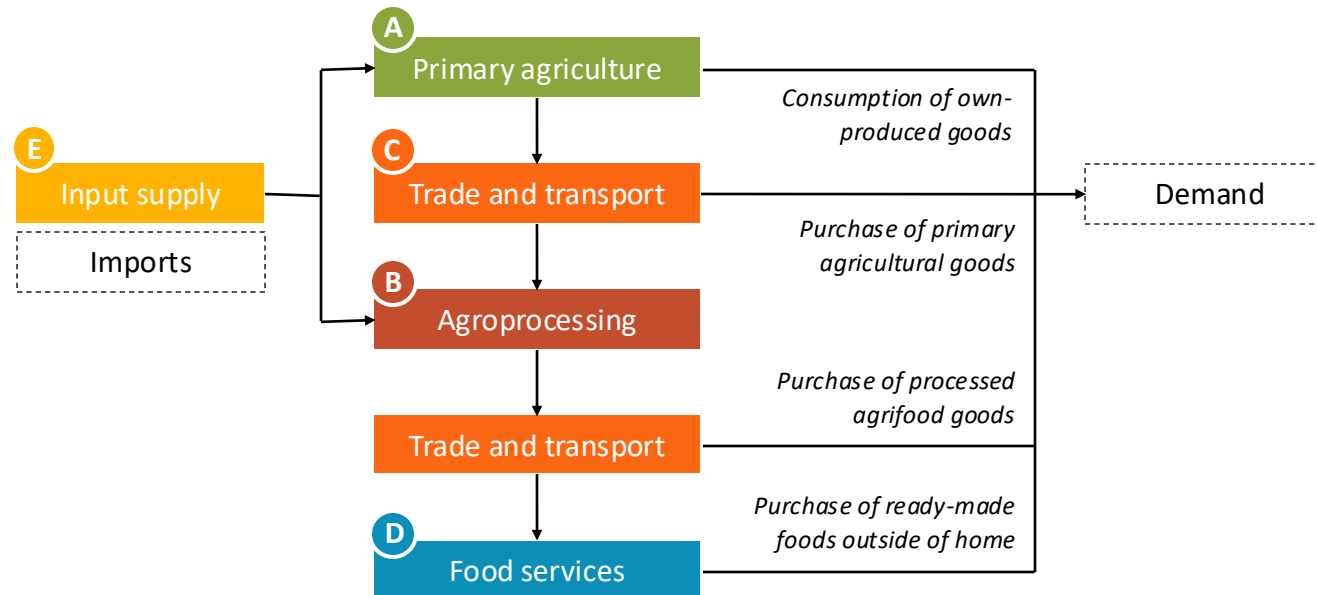 A
Primary agriculture
Consumption of own-
produced goods
E
Input supply
Imports
C
Trade and transport
Demand
Purchase of primary
agricultural goods
B
Agroprocessing
Purchase of processed
agrifood goods
Trade and transport
Purchase of ready-made
foods outside of home
D
Food services